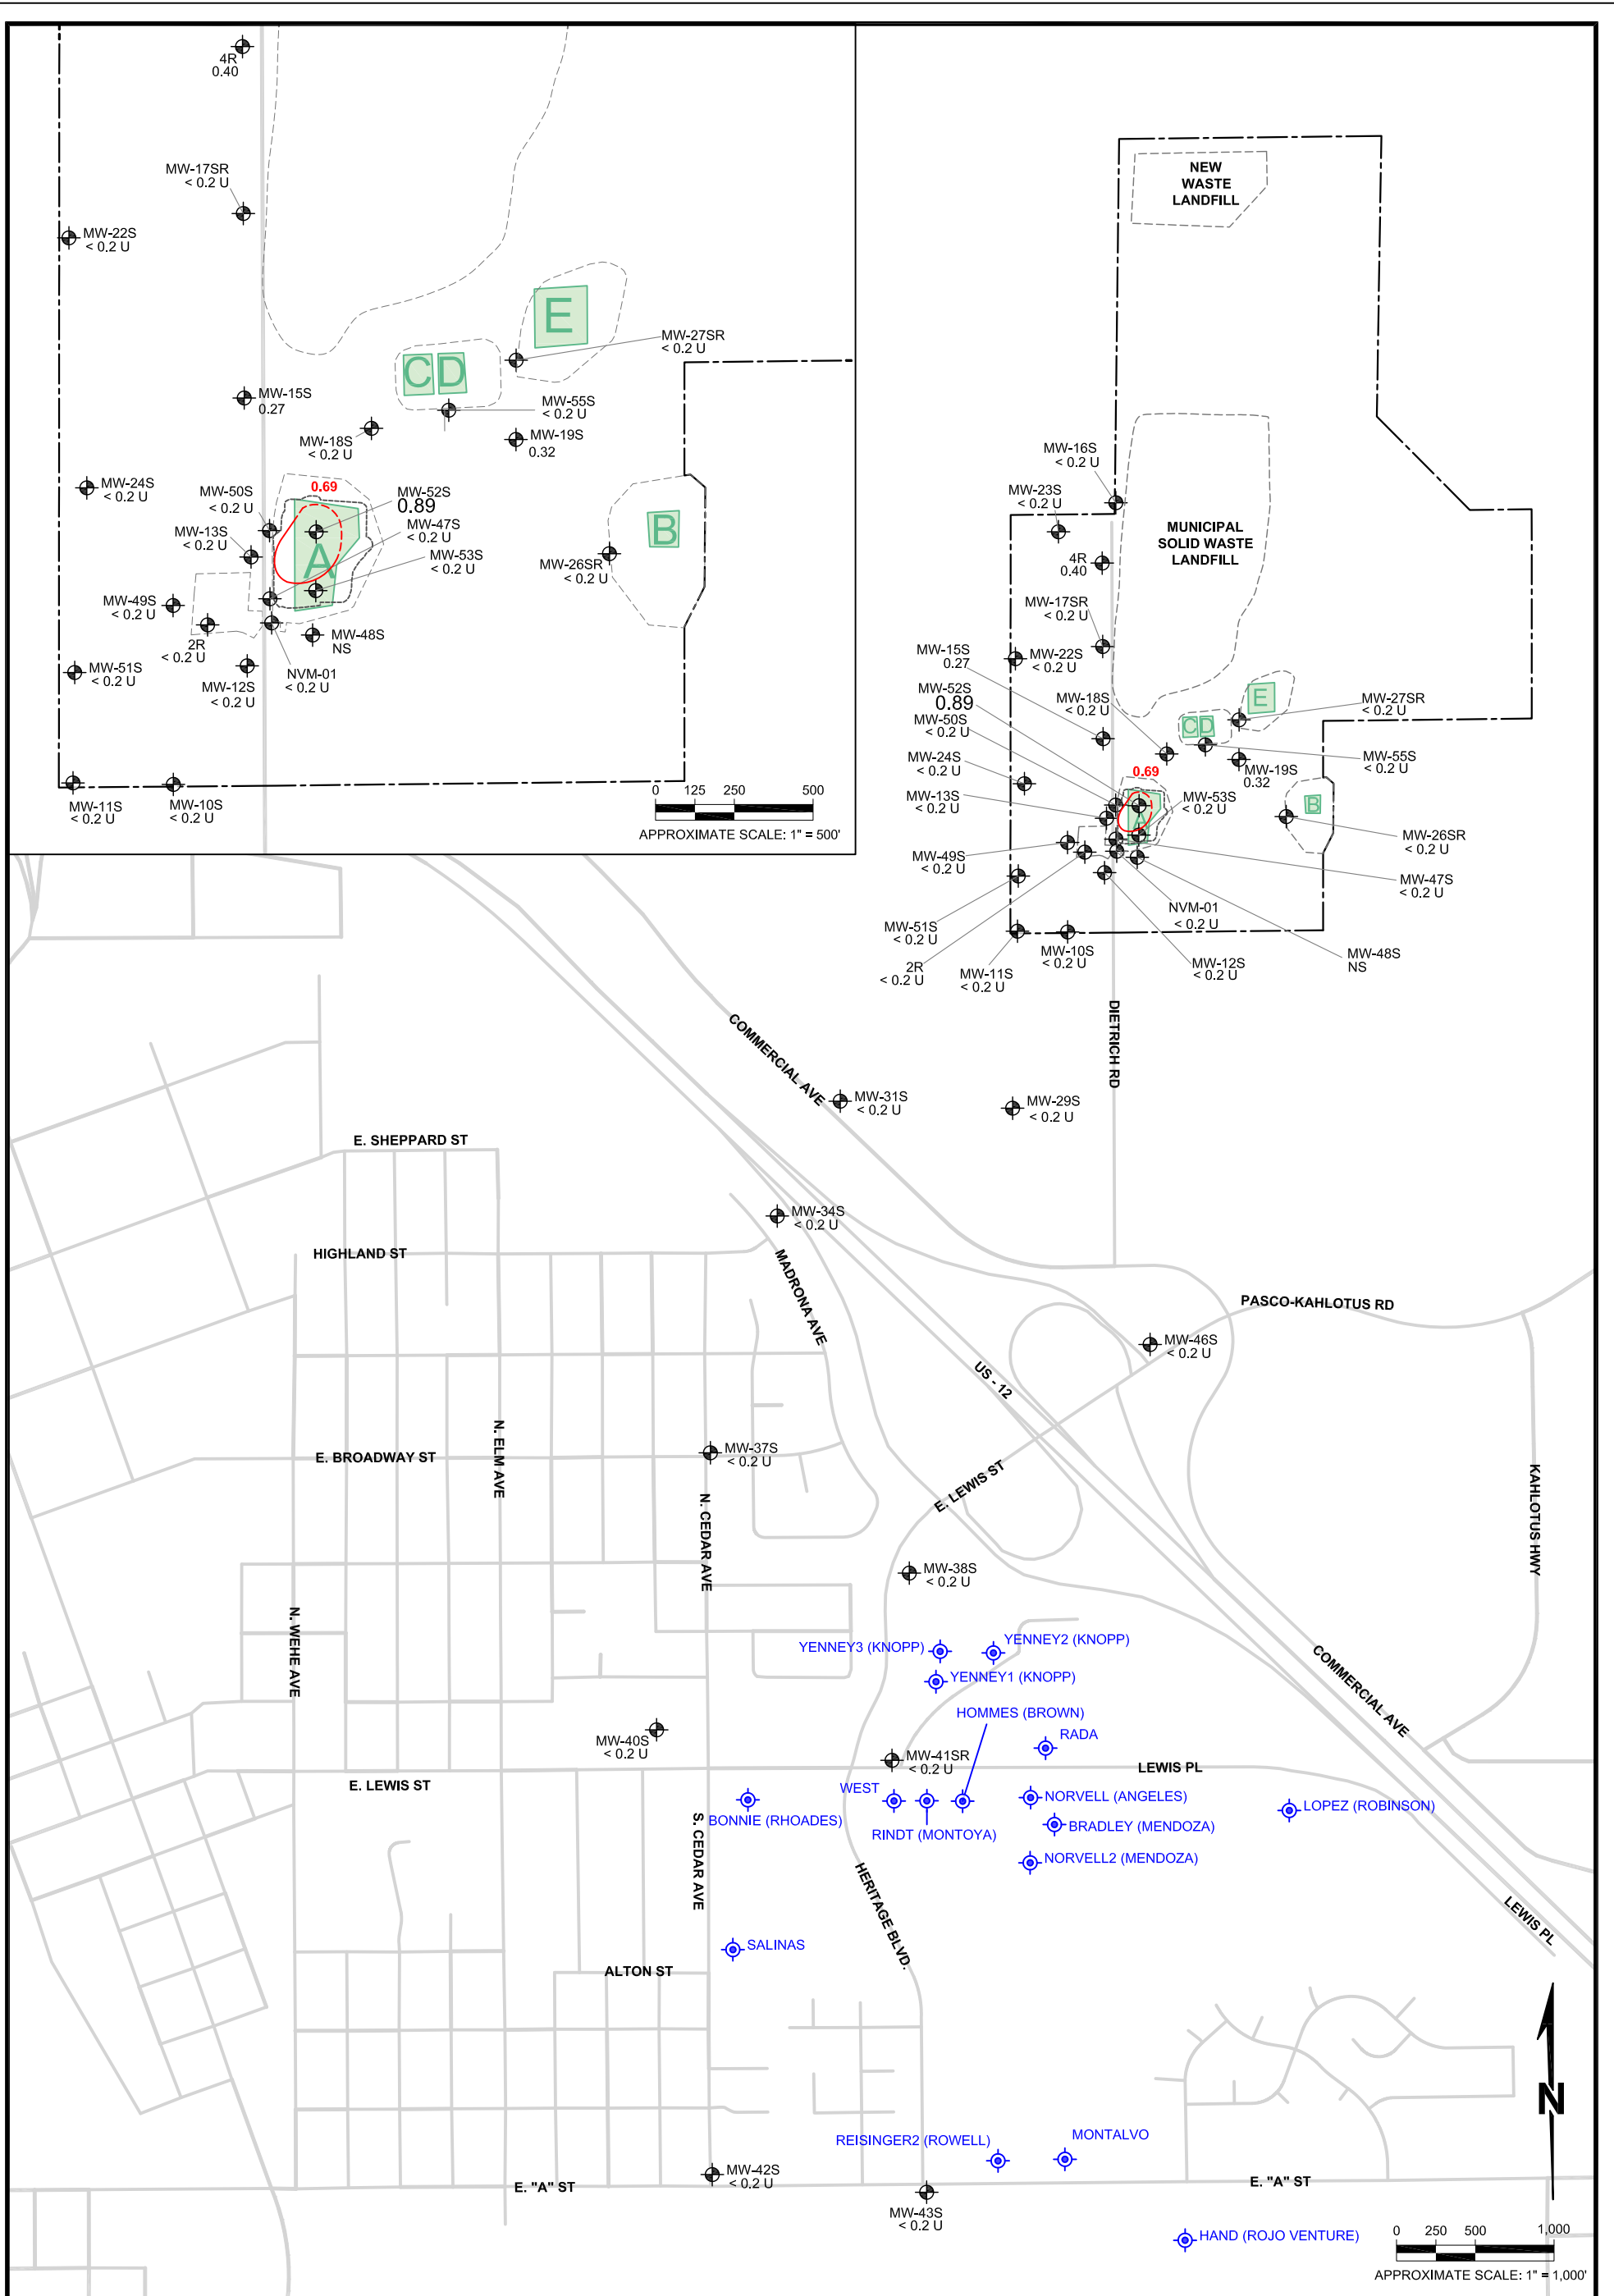 4R
0.40
MW-17SR
< 0.2 U
MW-22S
< 0.2 U
E
MW-27SR
< 0.2 U
C D
MW-15S
0.27
MW-55S
< 0.2 U
MW-18S
< 0.2 U
MW-19S
0.32
MW-24S
< 0.2 U
MW-50S
< 0.2 U
0.69
MW-52S
0.89
MW-47S
< 0.2 U
MW-13S
< 0.2 U
A
MW-53S
< 0.2 U
B
MW-26SR
< 0.2 U
MW-49S
< 0.2 U
2R
< 0.2 U
MW-48S
NS
MW-51S
< 0.2 U
MW-12S
< 0.2 U
NVM-01
< 0.2 U
MW-11S
< 0.2 U
MW-10S
< 0.2 U
0 125 250 500
APPROXIMATE SCALE: 1" = 500'
NEW
WASTE
LANDFILL
MW-16S
< 0.2 U
MW-23S
< 0.2 U
MUNICIPAL
SOLID WASTE
LANDFILL
4R
0.40
MW-17SR
< 0.2 U
MW-15S
0.27
MW-22S
< 0.2 U
MW-52S
0.89
MW-18S
< 0.2 U
E
MW-27SR
< 0.2 U
MW-50S
< 0.2 U
C D
MW-24S
< 0.2 U
0.69
MW-19S
0.32
MW-55S
< 0.2 U
MW-13S
< 0.2 U
MW-53S
< 0.2 U
B
A
MW-26SR
< 0.2 U
MW-49S
< 0.2 U
MW-47S
< 0.2 U
MW-51S
< 0.2 U
NVM-01
< 0.2 U
2R
< 0.2 U
MW-11S
< 0.2 U
MW-10S
< 0.2 U
MW-12S
< 0.2 U
MW-48S
NS
DIETRICH RD
COMMERCIAL AVE
MW-31S
< 0.2 U
MW-29S
< 0.2 U
E. SHEPPARD ST
MW-34S
< 0.2 U
HIGHLAND ST
MADRONA AVE
PASCO-KAHLOTUS RD
MW-46S
< 0.2 U
US - 12
N. ELM AVE
MW-37S
< 0.2 U
E. BROADWAY ST
E. LEWIS ST
KAHLOTUS HWY
N. CEDAR AVE
MW-38S
< 0.2 U
N. WEHE AVE
YENNEY3 (KNOPP)
YENNEY2 (KNOPP)
YENNEY1 (KNOPP)
COMMERCIAL AVE
HOMMES (BROWN)
RADA
MW-40S
< 0.2 U
MW-41SR
< 0.2 U
LEWIS PL
E. LEWIS ST
WEST
NORVELL (ANGELES)
LOPEZ (ROBINSON)
BONNIE (RHOADES)
BRADLEY (MENDOZA)
RINDT (MONTOYA)
NORVELL2 (MENDOZA)
S. CEDAR AVE
HERITAGE BLVD.
LEWIS PL
SALINAS
ALTON ST
N
REISINGER2 (ROWELL)
MONTALVO
MW-42S
< 0.2 U
E. "A" ST
E. "A" ST
MW-43S
< 0.2 U
HAND (ROJO VENTURE)
0 250 500 1,000
APPROXIMATE SCALE: 1" = 1,000'